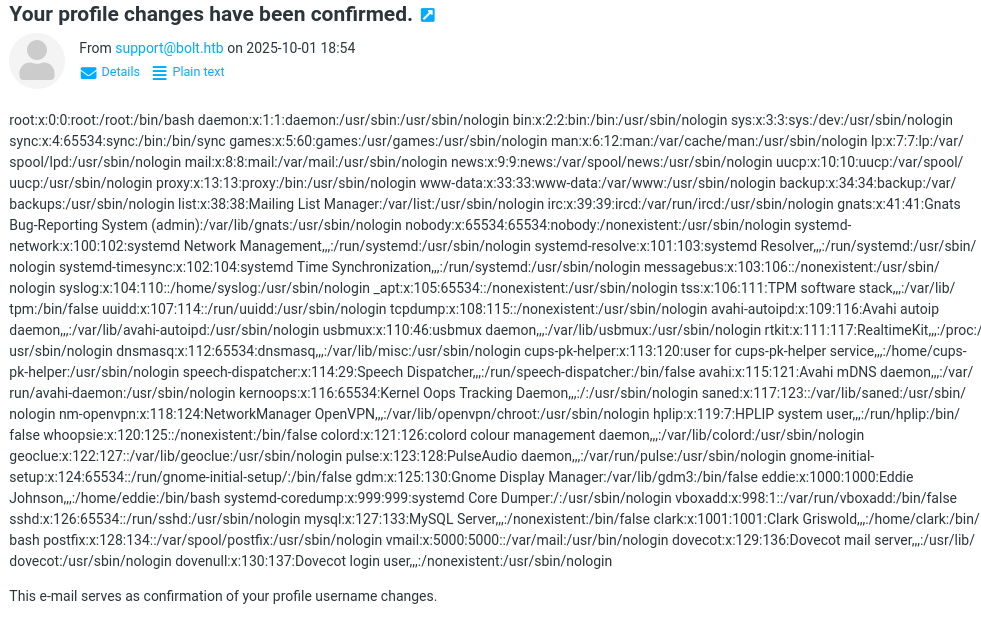 Your profile changes have been confirmed.
From support@bolt.htb on 2025-10-01 18:54
Details Plain text
root:x:0:0:root:/root:/bin/bash daemon:x:1:1:daemon:/usr/sbin:/usr/sbin/nologin bin:x:2:2:bin:/bin:/usr/sbin/nologin sys:x:3:3:sys:/dev:/usr/sbin/nologin
sync:x:4:65534:sync:/bin:/bin/sync games:x:5:60:games:/usr/games:/usr/sbin/nologin man:x:6:12:man:/var/cache/man:/usr/sbin/nologin lp:x:7:7:lp:/var/
spool/lpd:/usr/sbin/nologin mail:x:8:8:mail:/var/mail:/usr/sbin/nologin news:x:9:9:news:/var/spool/news:/usr/sbin/nologin uucp:x:10:10:uucp:/var/spool/
uucp:/usr/sbin/nologin proxy:x:13:13:proxy:/bin:/usr/sbin/nologin www-data:x:33:33:www-data:/var/www:/usr/sbin/nologin backup:x:34:34:backup:/var/
backups:/usr/sbin/nologin list:x:38:38:Mailing List Manager:/var/list:/usr/sbin/nologin irc:x:39:39:ircd:/var/run/ircd:/usr/sbin/nologin gnats:x:41:41:Gnats
Bug-Reporting System (admin):/var/lib/gnats:/usr/sbin/nologin nobody:x:65534:65534:nobody:/nonexistent:/usr/sbin/nologin systemd-
network:x:100:102:systemd Network Management,,,:/run/systemd:/usr/sbin/nologin systemd-resolve:x:101:103:systemd Resolver,,,:/run/systemd:/usr/sbin/
nologin systemd-timesync:x:102:104:systemd Time Synchronization,,,:/run/systemd:/usr/sbin/nologin messagebus:x:103:106::/nonexistent:/usr/sbin/
nologin syslog:x:104:110::/home/syslog:/usr/sbin/nologin _apt:x:105:65534::/nonexistent:/usr/sbin/nologin tss:x:106:111:TPM software stack,,,:/var/lib/
tpm:/bin/false uuidd:x:107:114::/run/uuidd:/usr/sbin/nologin tcpdump:x:108:115::/nonexistent:/usr/sbin/nologin avahi-autoipd:x:109:116:Avahi autoip
daemon,,,:/var/lib/avahi-autoipd:/usr/sbin/nologin usbmux:x:110:46:usbmux daemon,,,:/var/lib/usbmux:/usr/sbin/nologin rtkit:x:111:117:RealtimeKit,,,:/proc:/
usr/sbin/nologin dnsmasq:x:112:65534:dnsmasq,,,:/var/lib/misc:/usr/sbin/nologin cups-pk-helper:x:113:120:user for cups-pk-helper service,,,:/home/cups-
pk-helper:/usr/sbin/nologin speech-dispatcher:x:114:29:Speech Dispatcher,,,:/run/speech-dispatcher:/bin/false avahi:x:115:121:Avahi mDNS daemon,,,:/var/
run/avahi-daemon:/usr/sbin/nologin kernoops:x:116:65534:Kernel Oops Tracking Daemon,,,:/:/usr/sbin/nologin saned:x:117:123::/var/lib/saned:/usr/sbin/
nologin nm-openvpn:x:118:124:NetworkManager OpenVPN,,,:/var/lib/openvpn/chroot:/usr/sbin/nologin hplip:x:119:7:HPLIP system user,,,:/run/hplip:/bin/
false whoopsie:x:120:125::/nonexistent:/bin/false colord:x:121:126:colord colour management daemon,,,:/var/lib/colord:/usr/sbin/nologin
geoclue:x:122:127::/var/lib/geoclue:/usr/sbin/nologin pulse:x:123:128:PulseAudio daemon,,,:/var/run/pulse:/usr/sbin/nologin gnome-initial-
setup:x:124:65534::/run/gnome-initial-setup/:/bin/false gdm:x:125:130:Gnome Display Manager:/var/lib/gdm3:/bin/false eddie:x:1000:1000:Eddie
Johnson,,,:/home/eddie:/bin/bash systemd-coredump:x:999:999:systemd Core Dumper:/:/usr/sbin/nologin vboxadd:x:998:1::/var/run/vboxadd:/bin/false
sshd:x:126:65534::/run/sshd:/usr/sbin/nologin mysql:x:127:133:MySQL Server,,,:/nonexistent:/bin/false clark:x:1001:1001:Clark Griswold,,,:/home/clark:/bin/
bash postfix:x:128:134::/var/spool/postfix:/usr/sbin/nologin vmail:x:5000:5000::/var/mail:/usr/bin/nologin dovecot:x:129:136:Dovecot mail server,,,:/usr/lib/
dovecot:/usr/sbin/nologin dovenull:x:130:137:Dovecot login user,,,:/nonexistent:/usr/sbin/nologin
This e-mail serves as confirmation of your profile username changes.